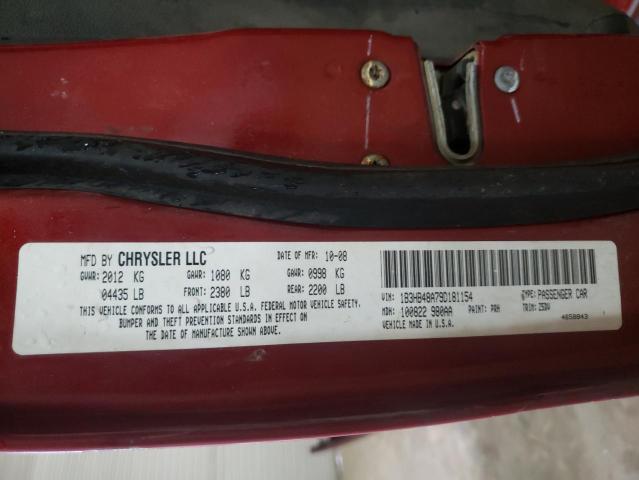 MFD BY CHRYSLER LLC DATE OF MFR: 10-08
GVWR: 2012 KG GAWR: 1080 KG GAWR: 0998 KG
04435 LB FRONT: 2380 LB REAR: 2200 LB
THIS VEHICLE CONFORMS TO ALL APPLICABLE U.S.A. FEDERAL MOTOR VEHICLE SAFETY,
BUMPER AND THEFT PREVENTION STANDARDS IN EFFECT ON
THE DATE OF MANUFACTURE SHOWN ABOVE.
VIN: 1B3HB48A79D181154 TYPE: PASSENGER CAR
MDH: 100822 980AA PAINT: PRH TRIM: Z5DV
MADE IN U.S.A. 4658943